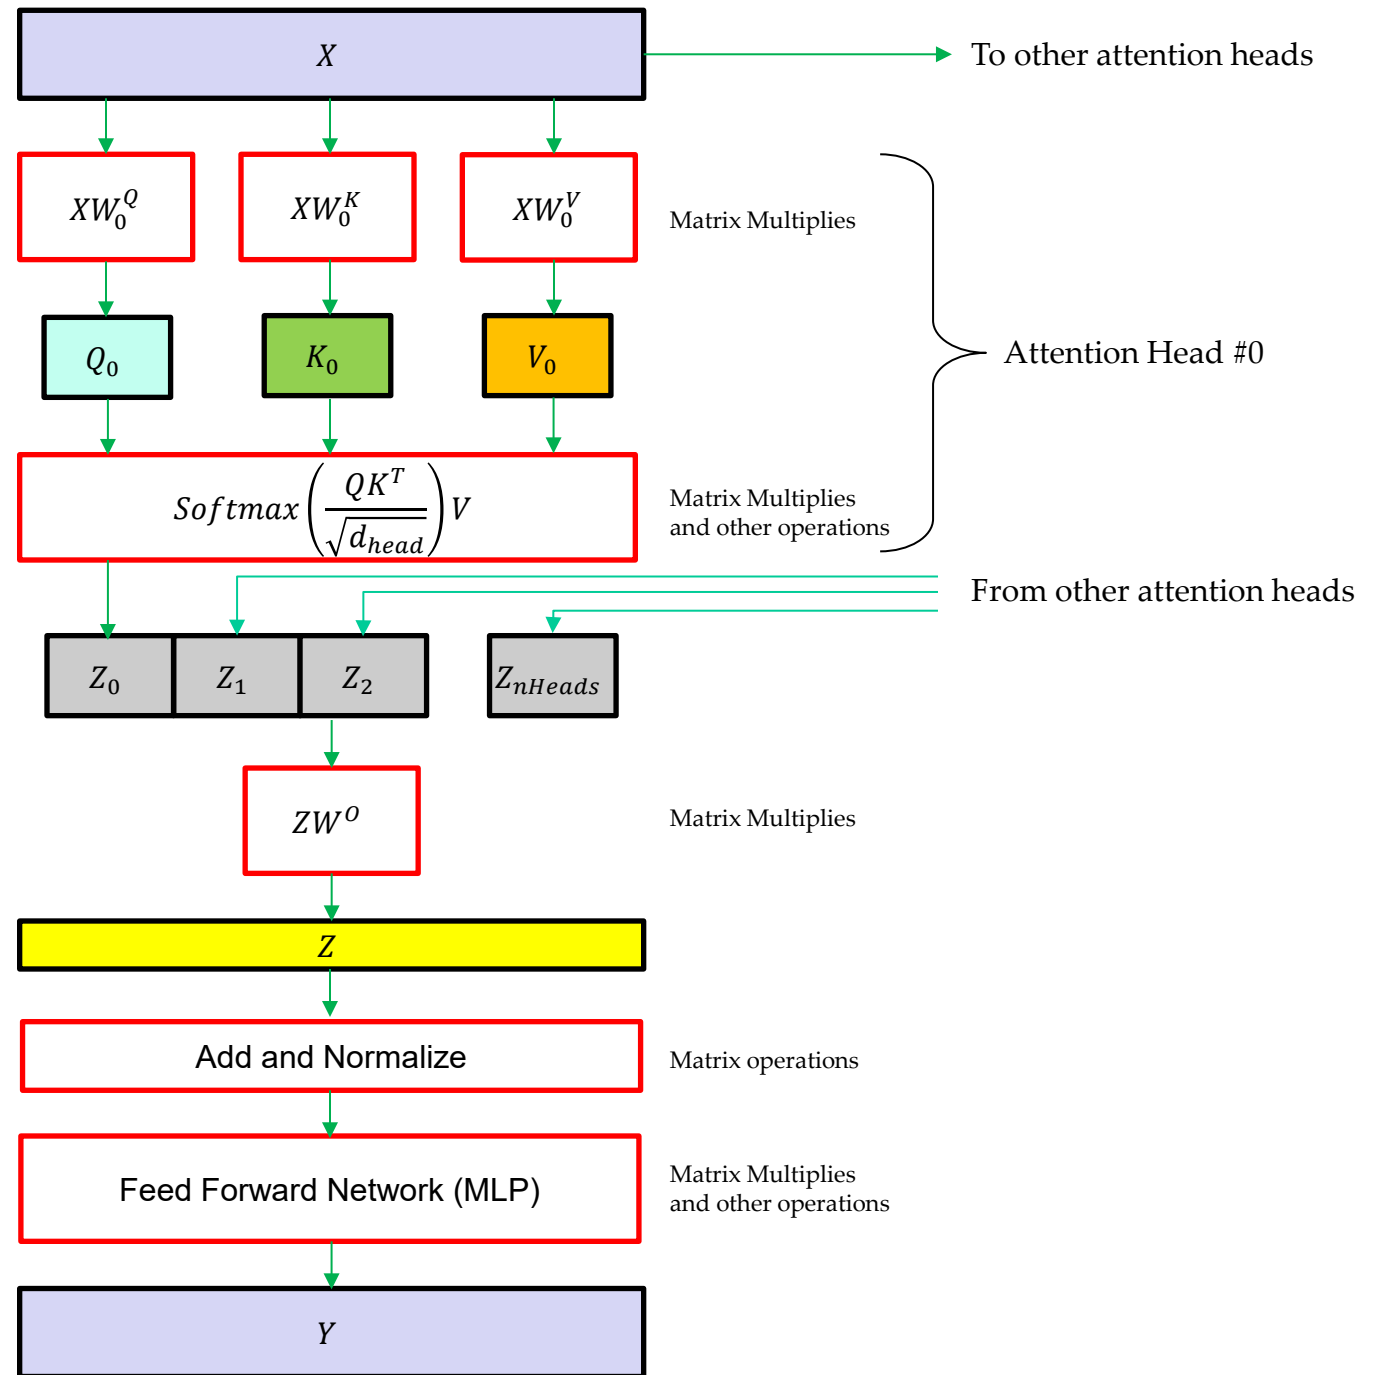 X
To other attention heads
XW_0^Q
XW_0^K
XW_0^V
Matrix Multiplies
Q_0
K_0
V_0
Attention Head #0
Softmax(QK^T / √d_head)V
Matrix Multiplies
and other operations
From other attention heads
Z_0
Z_1
Z_2
Z_nHeads
ZW^O
Matrix Multiplies
Z
Add and Normalize
Matrix operations
Feed Forward Network (MLP)
Matrix Multiplies
and other operations
Y